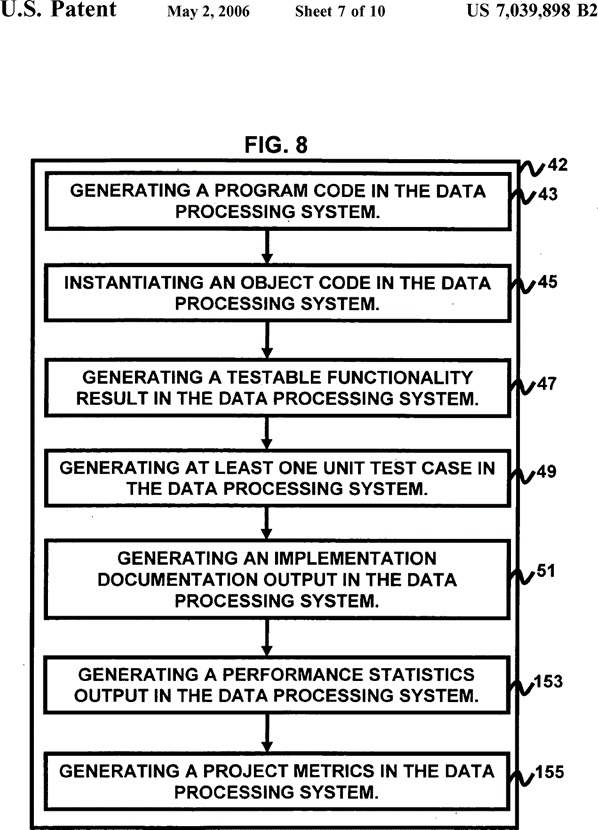 U.S. Patent May 2, 2006 Sheet 7 of 10 US 7,039,898 B2
FIG. 8
42
GENERATING A PROGRAM CODE IN THE DATA
PROCESSING SYSTEM.
43
INSTANTIATING AN OBJECT CODE IN THE DATA
PROCESSING SYSTEM.
45
GENERATING A TESTABLE FUNCTIONALITY
RESULT IN THE DATA PROCESSING SYSTEM.
47
GENERATING AT LEAST ONE UNIT TEST CASE IN
THE DATA PROCESSING SYSTEM.
49
GENERATING AN IMPLEMENTATION
DOCUMENTATION OUTPUT IN THE DATA
PROCESSING SYSTEM.
51
GENERATING A PERFORMANCE STATISTICS
OUTPUT IN THE DATA PROCESSING SYSTEM.
153
GENERATING A PROJECT METRICS IN THE DATA
PROCESSING SYSTEM.
155